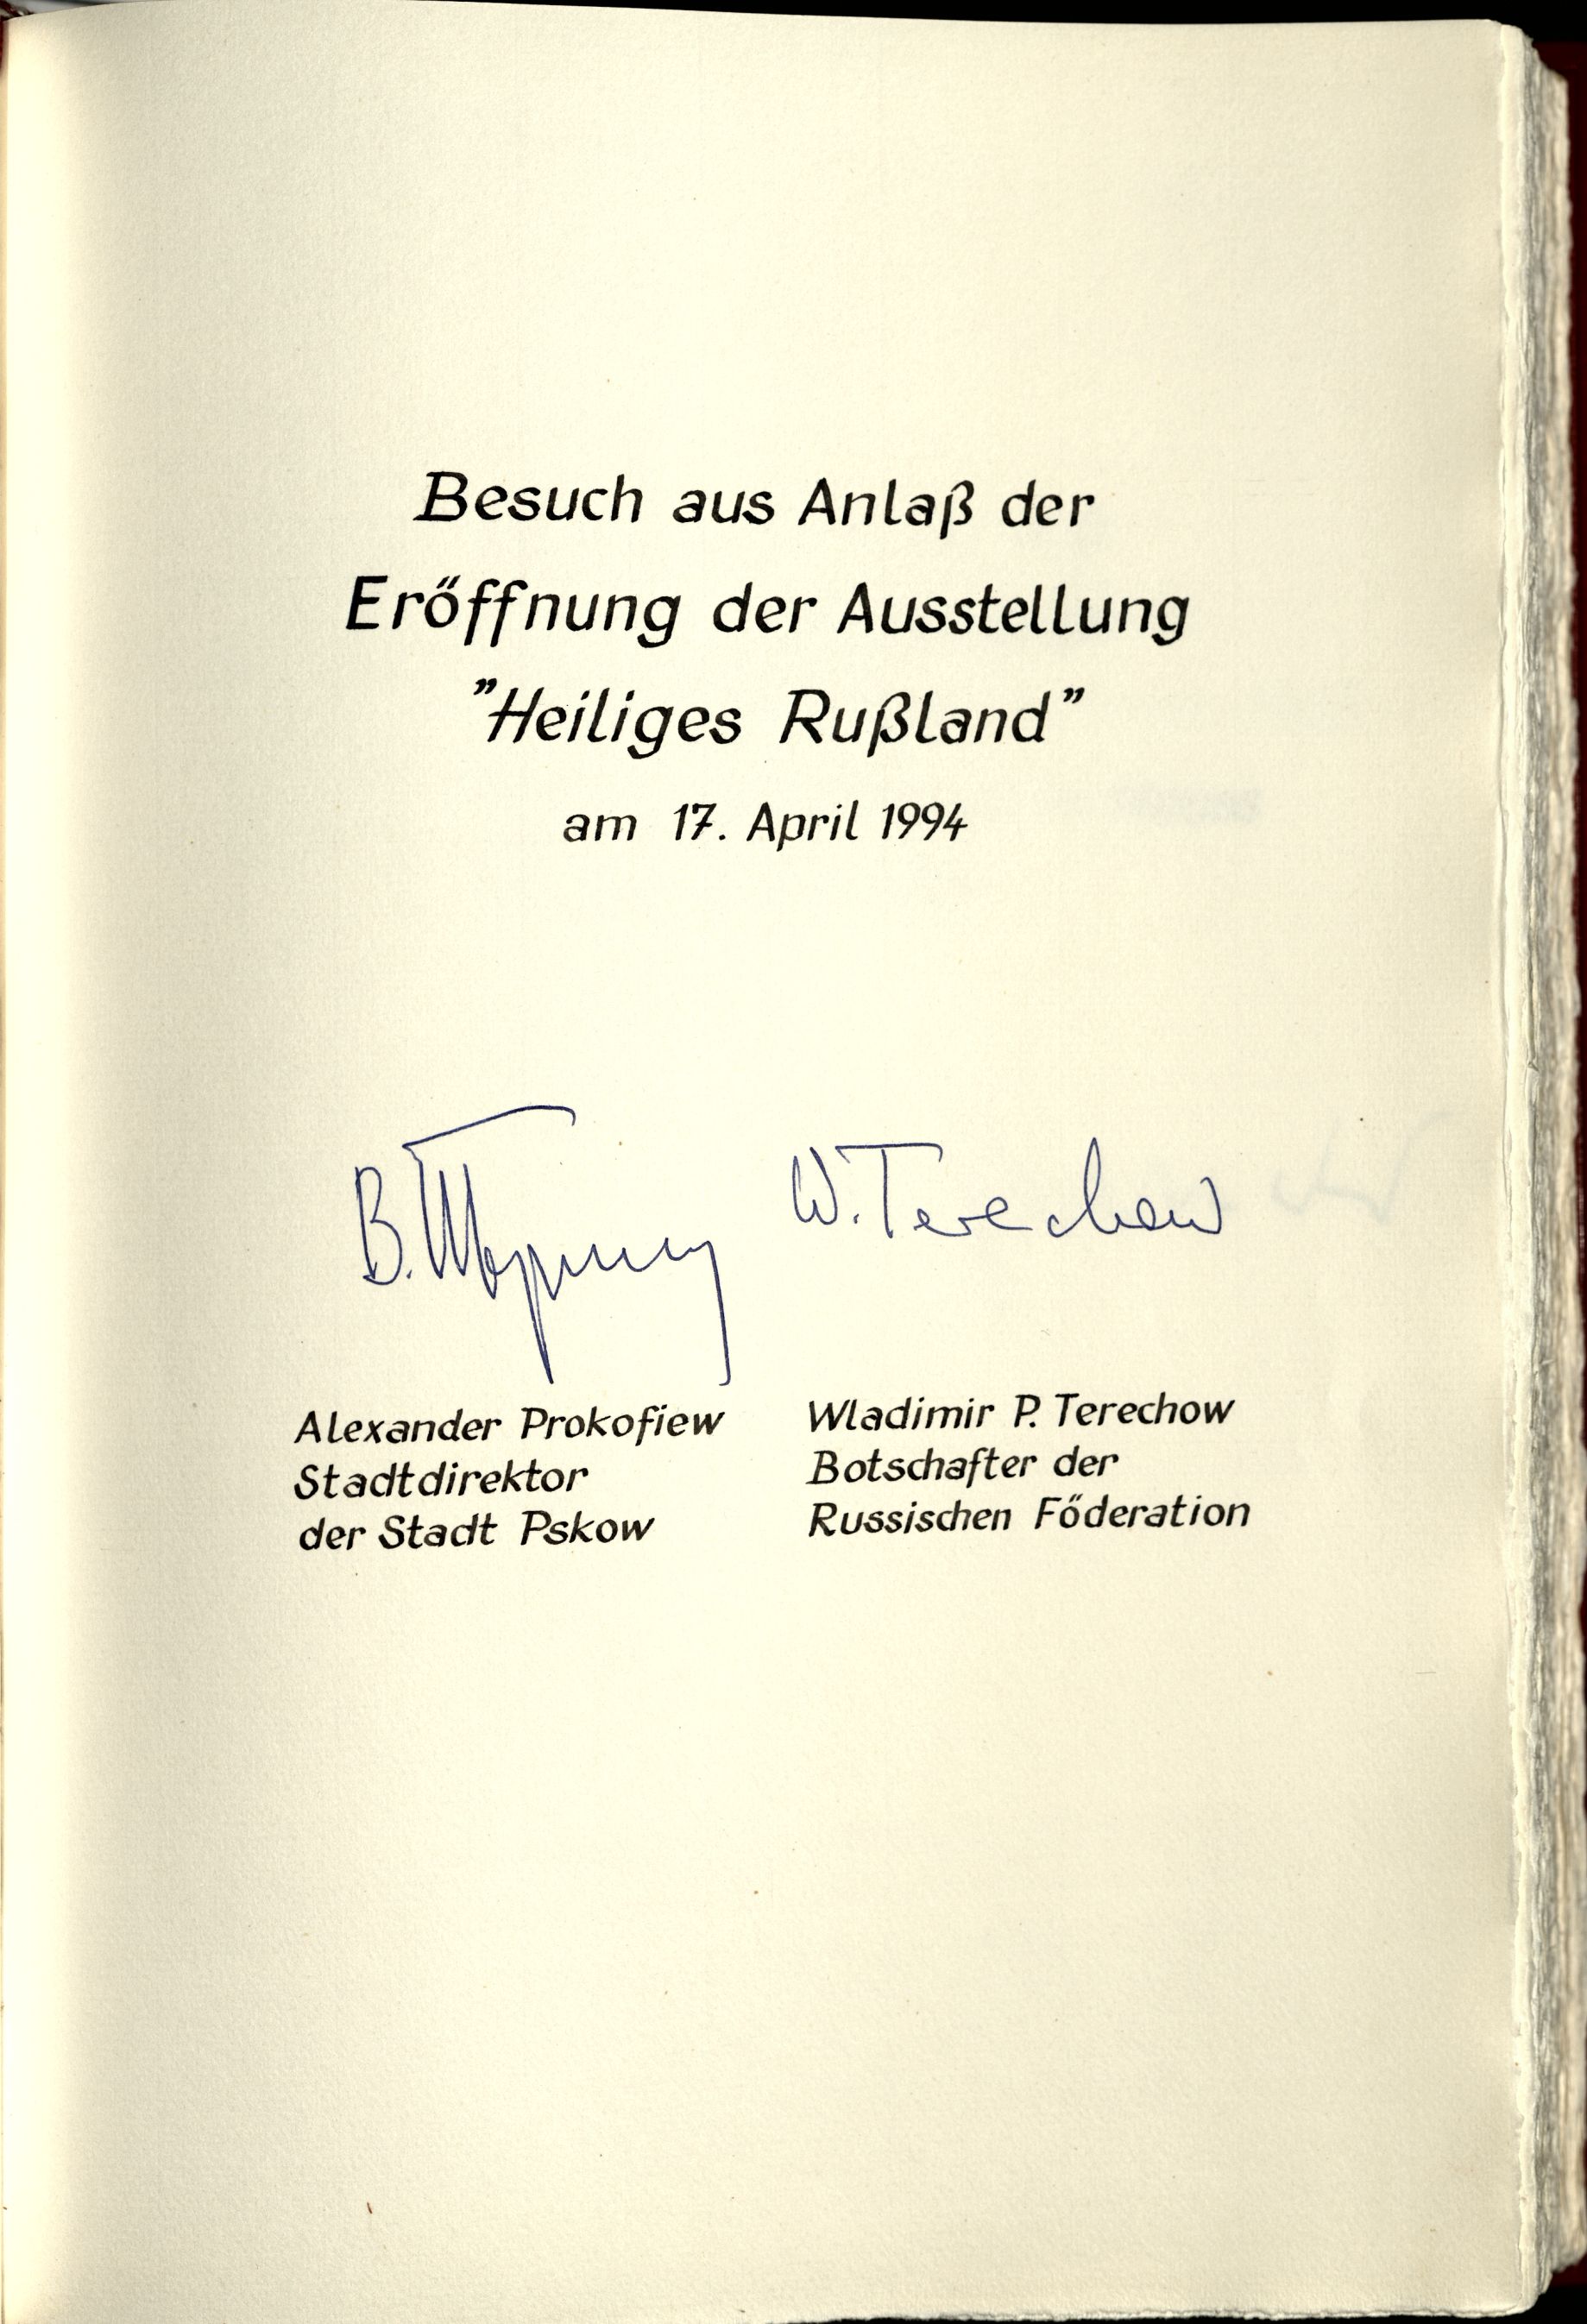 Besuch aus Anlaß der
Eröffnung der Ausstellung
"Heiliges Rußland"
am 17. April 1994
W. Terechow
Alexander Prokofiew
Stadtdirektor
der Stadt Pskow
Wladimir P. Terechow
Botschafter der
Russischen Föderation